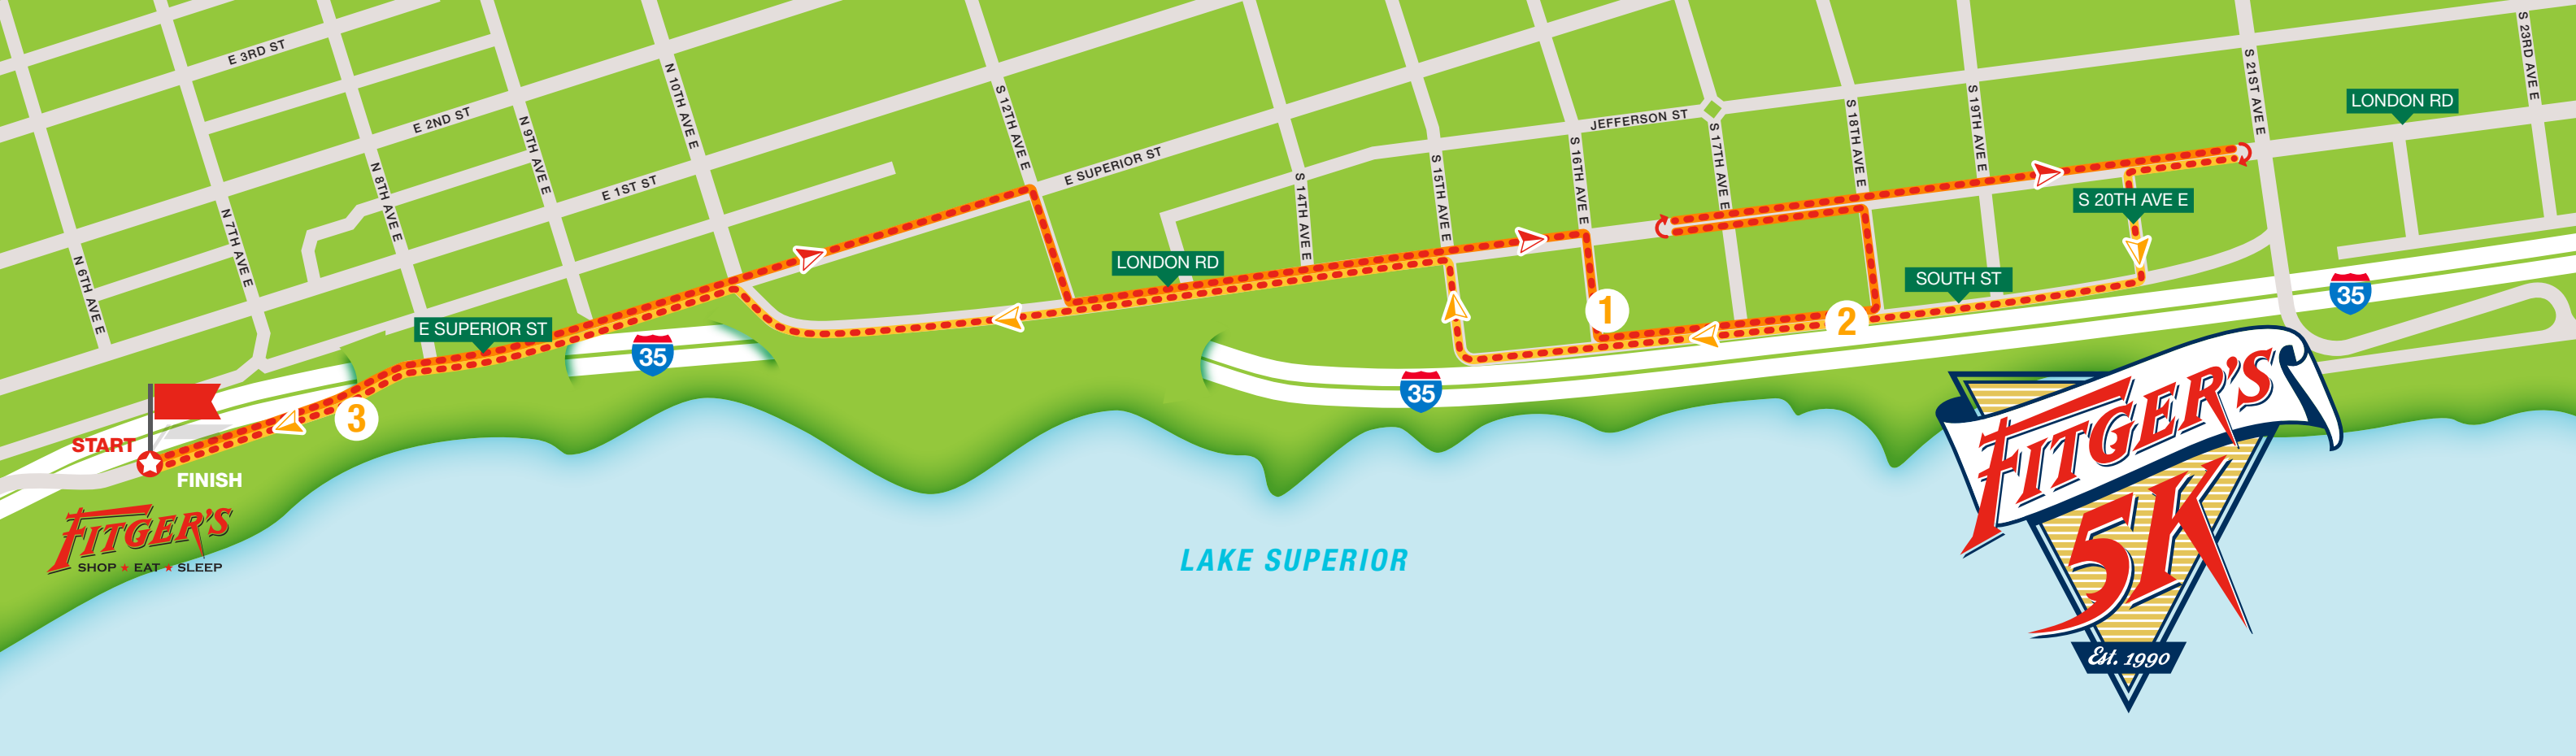 E 3RD ST
E 2ND ST
E 1ST ST
N 6TH AVE E
N 7TH AVE E
N 8TH AVE E
N 9TH AVE E
N 10TH AVE E
S 12TH AVE E
E SUPERIOR ST
E SUPERIOR ST
LONDON RD
S 14TH AVE E
S 15TH AVE E
S 16TH AVE E
JEFFERSON ST
S 17TH AVE E
S 18TH AVE E
S 19TH AVE E
S 20TH AVE E
S 21ST AVE E
S 23RD AVE E
LONDON RD
SOUTH ST
35
35
35
1
2
3
START
FINISH
FITGER'S
SHOP ★ EAT ★ SLEEP
LAKE SUPERIOR
FITGER'S
5K
Est. 1990